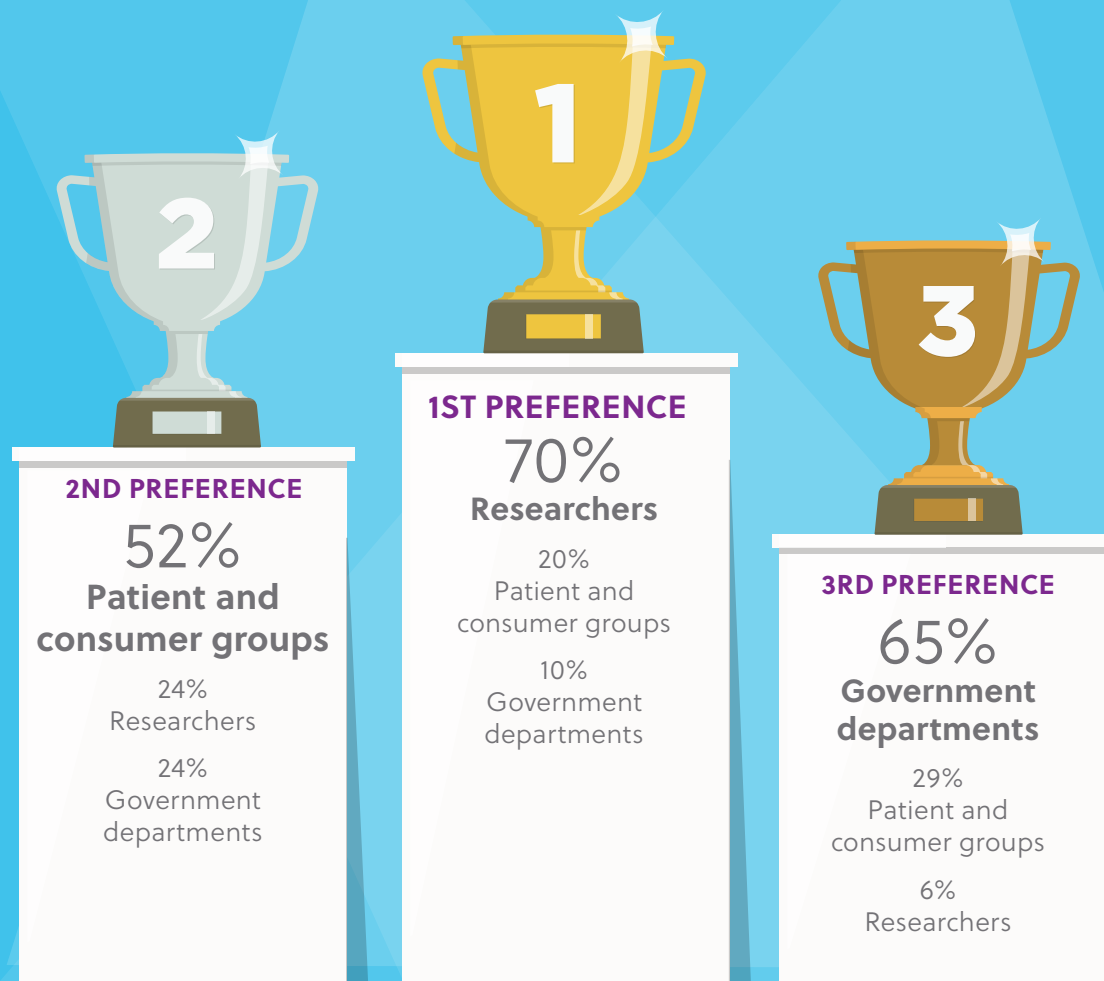 2
1
3
2ND PREFERENCE
52%
Patient and
consumer groups
24%
Researchers
24%
Government
departments
1ST PREFERENCE
70%
Researchers
20%
Patient and
consumer groups
10%
Government
departments
3RD PREFERENCE
65%
Government
departments
29%
Patient and
consumer groups
6%
Researchers